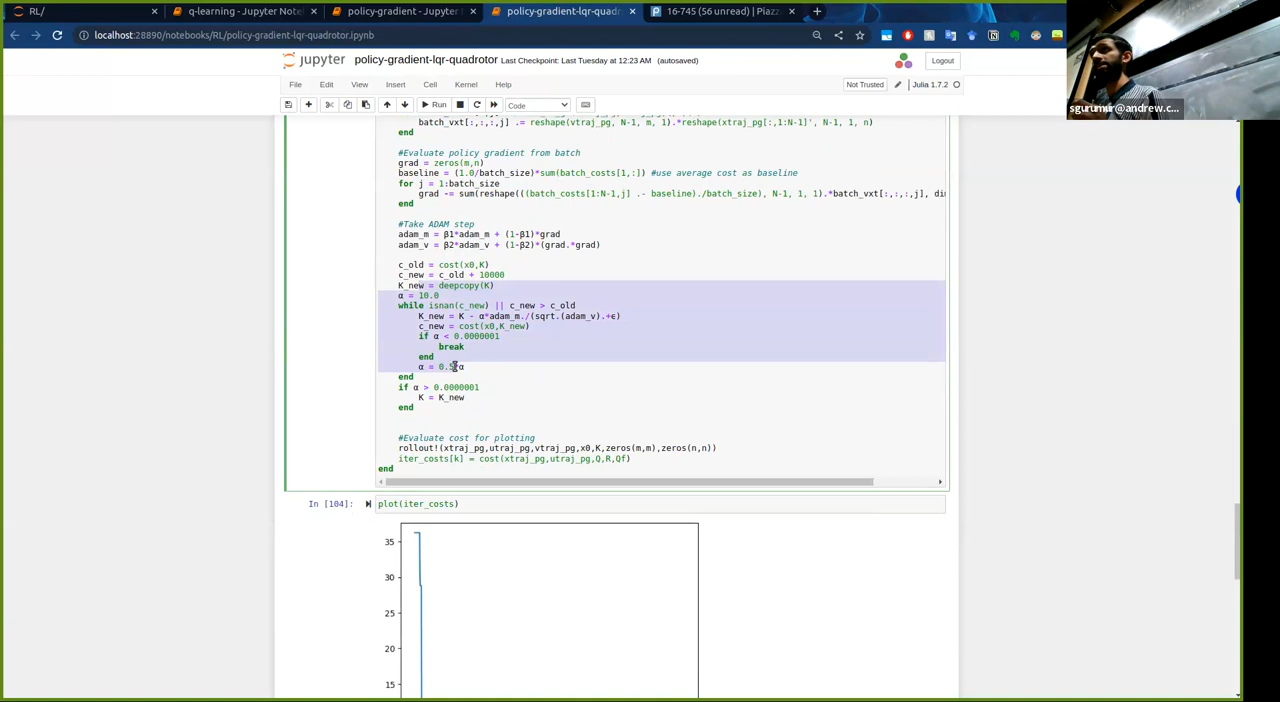 RL/
q-learning - Jupyter Note
policy-gradient - Jupyter
policy-gradient-lqr-quadr
16-745 (56 unread) | Piazz
localhost:28890/notebooks/RL/policy-gradient-lqr-quadrotor.ipynb
sgurumur@andrew.c...
jupyter policy-gradient-lqr-quadrotor Last Checkpoint: Last Tuesday at 12:23 AM (autosaved)
Logout
File Edit View Insert Cell Kernel Help
Not Trusted
Julia 1.7.2
Run
Code
batch_vxt[:,:,:,j] .= reshape(vtraj_pg, N-1, m, 1).*reshape(xtraj_pg[:,1:N-1]', N-1, 1, n)
end
#Evaluate policy gradient from batch
grad = zeros(m,n)
baseline = (1.0/batch_size)*sum(batch_costs[1,:]) #use average cost as baseline
for j = 1:batch_size
grad -= sum(reshape(((batch_costs[1:N-1,j] .- baseline)./batch_size), N-1, 1, 1).*batch_vxt[:,:,:,j], dim
end
#Take ADAM step
adam_m = β1*adam_m + (1-β1)*grad
adam_v = β2*adam_v + (1-β2)*(grad.*grad)
c_old = cost(x0,K)
c_new = c_old + 10000
K_new = deepcopy(K)
α = 10.0
while isnan(c_new) || c_new > c_old
K_new = K - α*adam_m./(sqrt.(adam_v).+ϵ)
c_new = cost(x0,K_new)
if α < 0.0000001
break
end
α = 0.5*α
end
if α > 0.0000001
K = K_new
end
#Evaluate cost for plotting
rollout!(xtraj_pg,utraj_pg,vtraj_pg,x0,K,zeros(m,m),zeros(n,n))
iter_costs[k] = cost(xtraj_pg,utraj_pg,Q,R,Qf)
end
In [104]: plot(iter_costs)
35
30
25
20
15